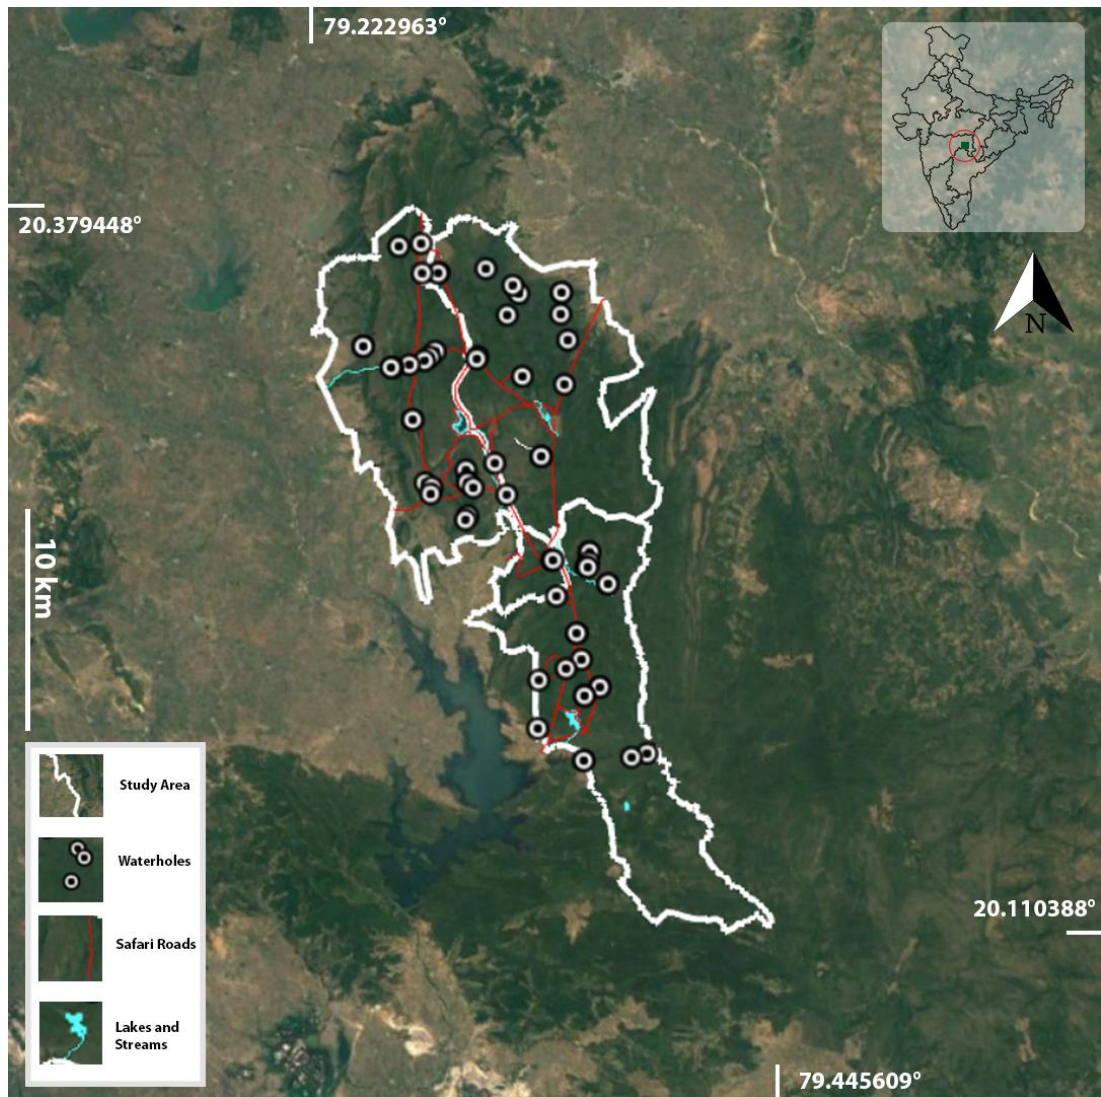 79.222963°
20.379448°
N
10 km
Study Area
Waterholes
Safari Roads
Lakes and
Streams
20.110388°
79.445609°